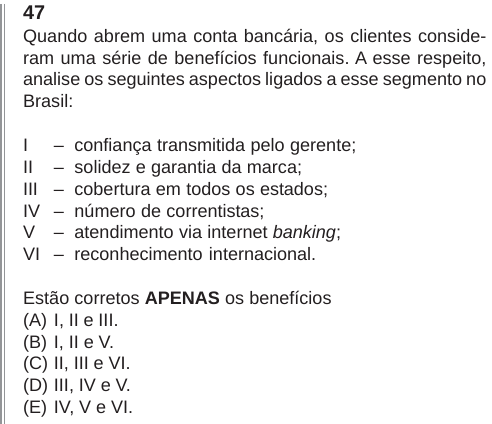 47
Quando abrem uma conta bancária, os clientes conside-
ram uma série de benefícios funcionais. A esse respeito,
analise os seguintes aspectos ligados a esse segmento no
Brasil:
I – confiança transmitida pelo gerente;
II – solidez e garantia da marca;
III – cobertura em todos os estados;
IV – número de correntistas;
V – atendimento via internet banking;
VI – reconhecimento internacional.
Estão corretos APENAS os benefícios
(A) I, II e III.
(B) I, II e V.
(C) II, III e VI.
(D) III, IV e V.
(E) IV, V e VI.